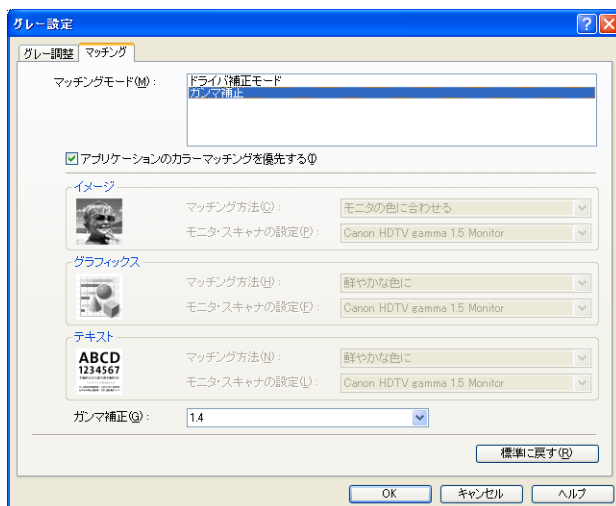 グレー設定
グレー調整 マッチング
マッチングモード(M):
ドライバ補正モード
ガンマ補正
アプリケーションのカラーマッチングを優先する(I)
イメージ
マッチング方法(C): モニタの色に合わせる
モニタ・スキャナの設定(P): Canon HDTV gamma 1.5 Monitor
グラフィックス
マッチング方法(H): 鮮やかな色に
モニタ・スキャナの設定(F): Canon HDTV gamma 1.5 Monitor
テキスト
ABCD
1234567
マッチング方法(N): 鮮やかな色に
モニタ・スキャナの設定(L): Canon HDTV gamma 1.5 Monitor
ガンマ補正(G): 1.4
標準に戻す(R)
OK キャンセル ヘルプ